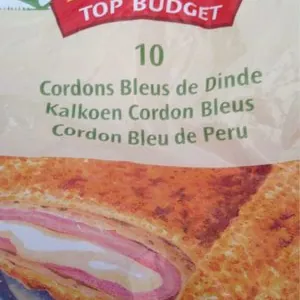 TOP BUDGET
10
Cordons Bleus de Dinde
Kalkoen Cordon Bleus
Cordon Bleu de Peru